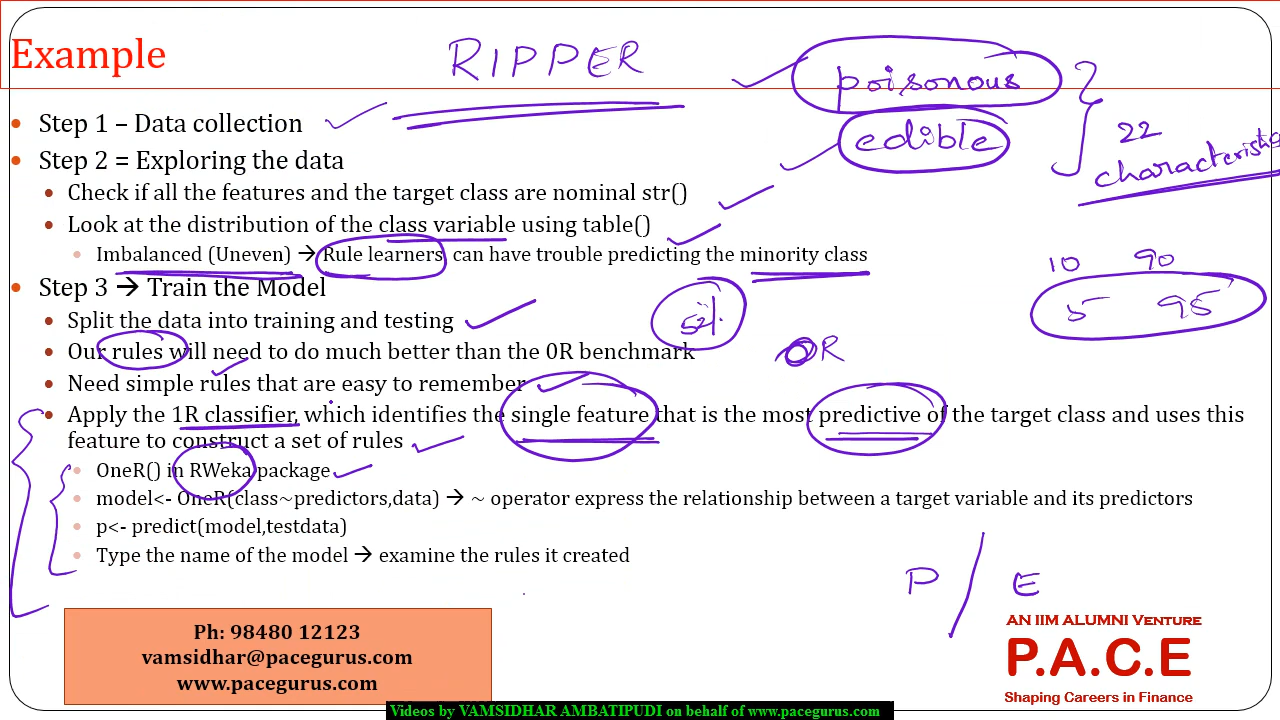 Example
RIPPER
poisonous
edible
22
characteristics
• Step 1 – Data collection
• Step 2 = Exploring the data
• Check if all the features and the target class are nominal str()
• Look at the distribution of the class variable using table()
• Imbalanced (Uneven) → Rule learners, can have trouble predicting the minority class
10 90
5 95
• Step 3 → Train the Model
• Split the data into training and testing
52%
• Our rules will need to do much better than the 0R benchmark
0R
• Need simple rules that are easy to remember
• Apply the 1R classifier, which identifies the single feature that is the most predictive of the target class and uses this
feature to construct a set of rules
• OneR() in RWeka package
• model<- OneR(class~predictors,data) → ~ operator express the relationship between a target variable and its predictors
• p<- predict(model,testdata)
• Type the name of the model → examine the rules it created
P / E
Ph: 98480 12123
vamsidhar@pacegurus.com
www.pacegurus.com
AN IIM ALUMNI VENTURE
P.A.C.E
Shaping Careers in Finance
Videos by VAMSIDHAR AMBATIPUDI on behalf of www.pacegurus.com